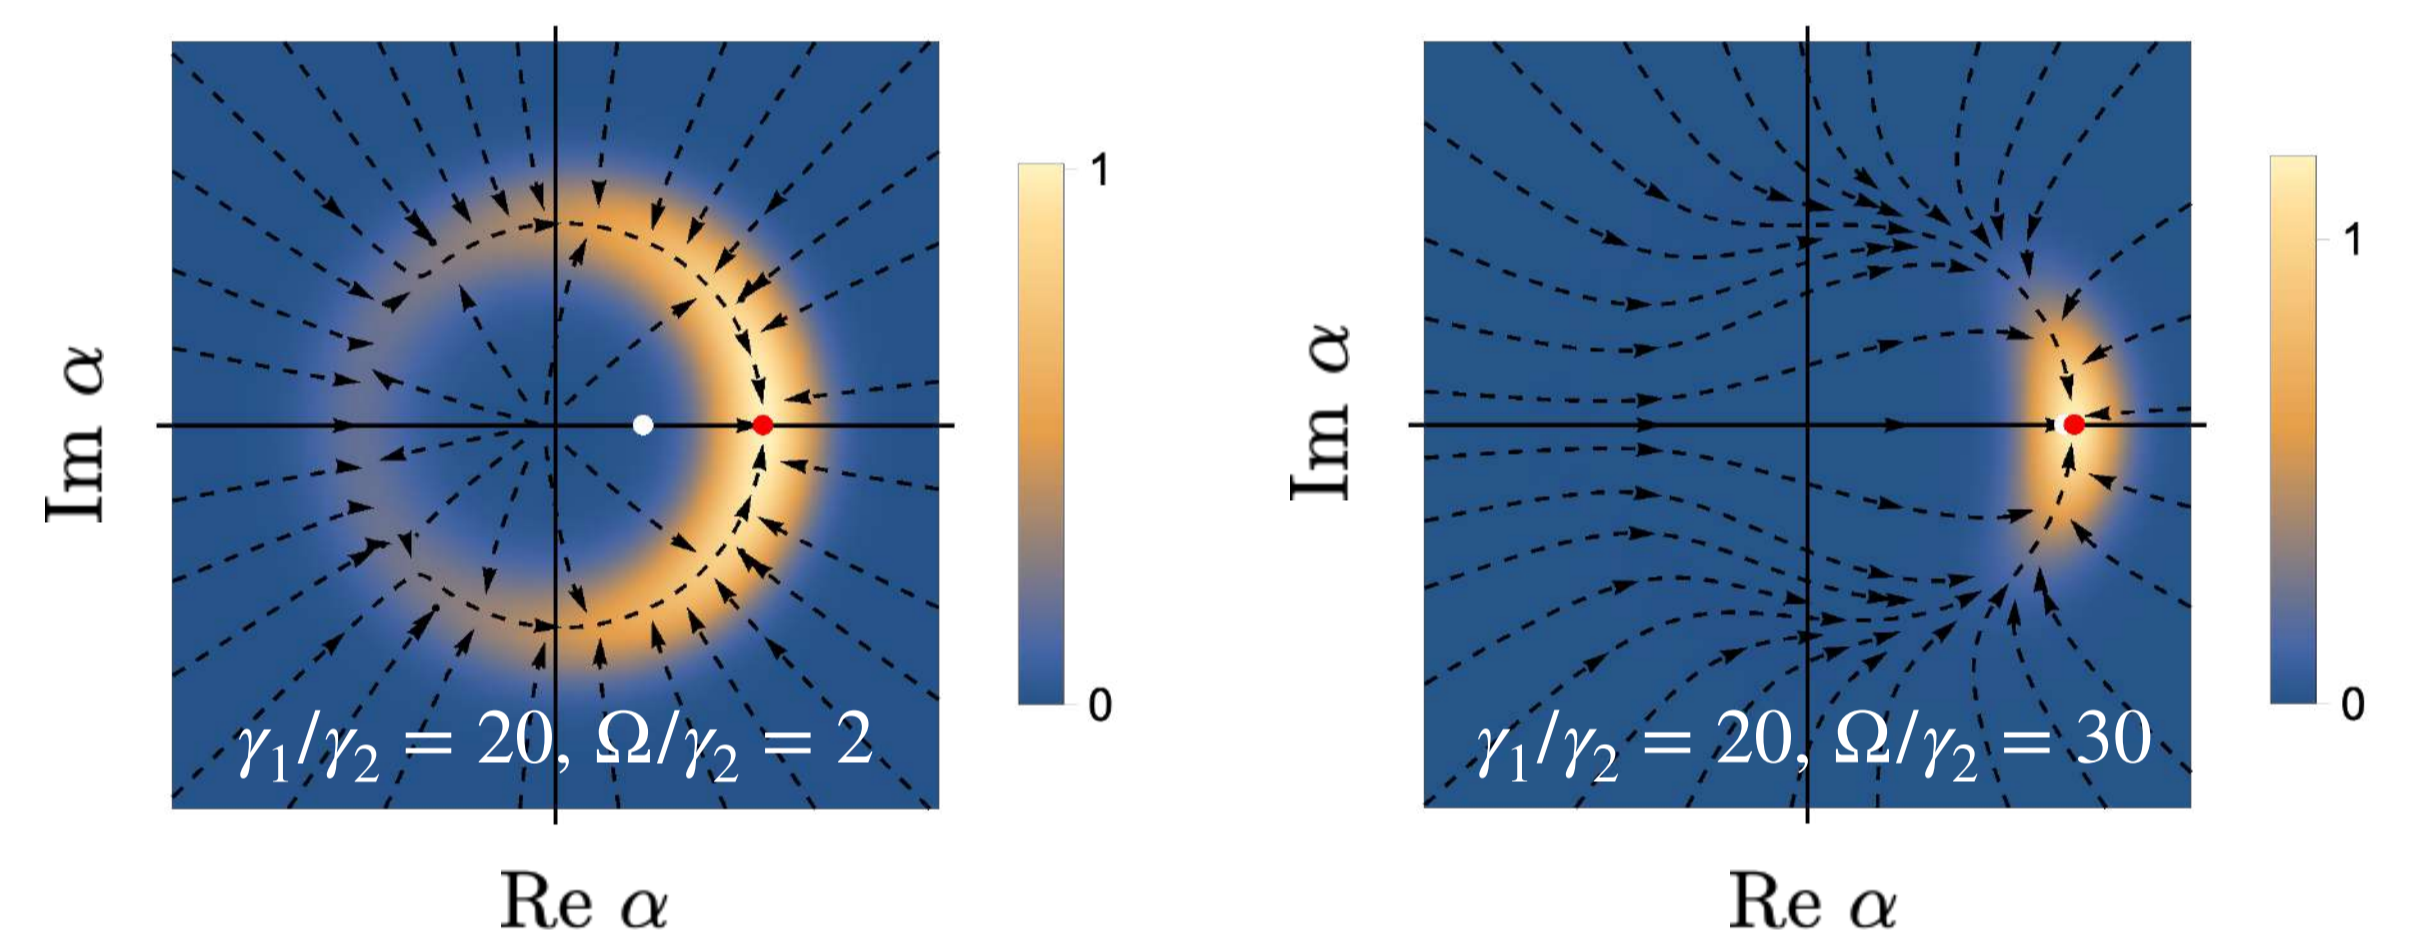 Im α
1
0
γ₁/γ₂ = 20, Ω/γ₂ = 2
Re α
Im α
1
0
γ₁/γ₂ = 20, Ω/γ₂ = 30
Re α